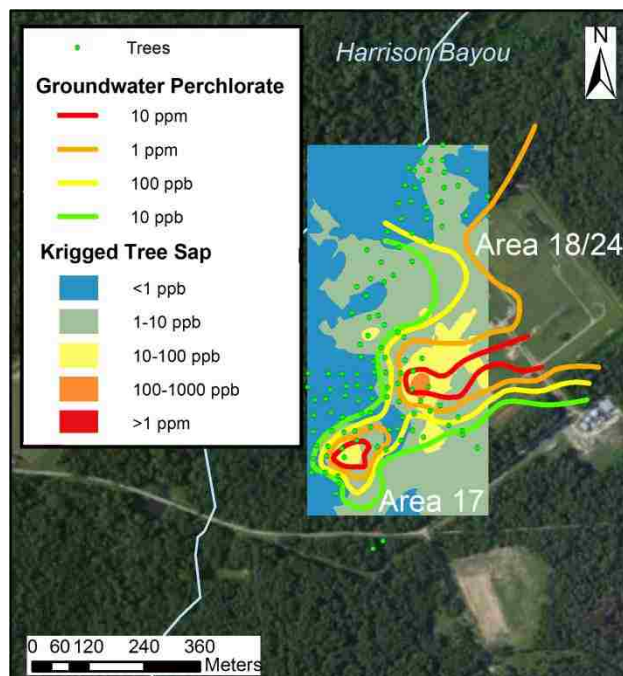 Trees
Groundwater Perchlorate
10 ppm
1 ppm
100 ppb
10 ppb
Krigged Tree Sap
<1 ppb
1-10 ppb
10-100 ppb
100-1000 ppb
>1 ppm
Harrison Bayou
N
Area 18/24
Area 17
0 60 120 240 360
Meters